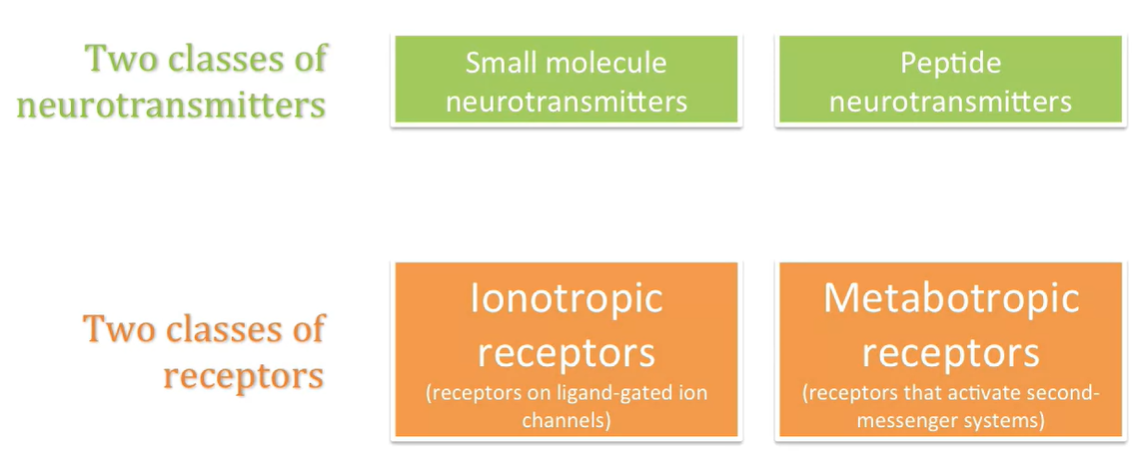 Two classes of
neurotransmitters
Small molecule
neurotransmitters
Peptide
neurotransmitters
Two classes of
receptors
Ionotropic
receptors
(receptors on ligand-gated ion
channels)
Metabotropic
receptors
(receptors that activate second-
messenger systems)